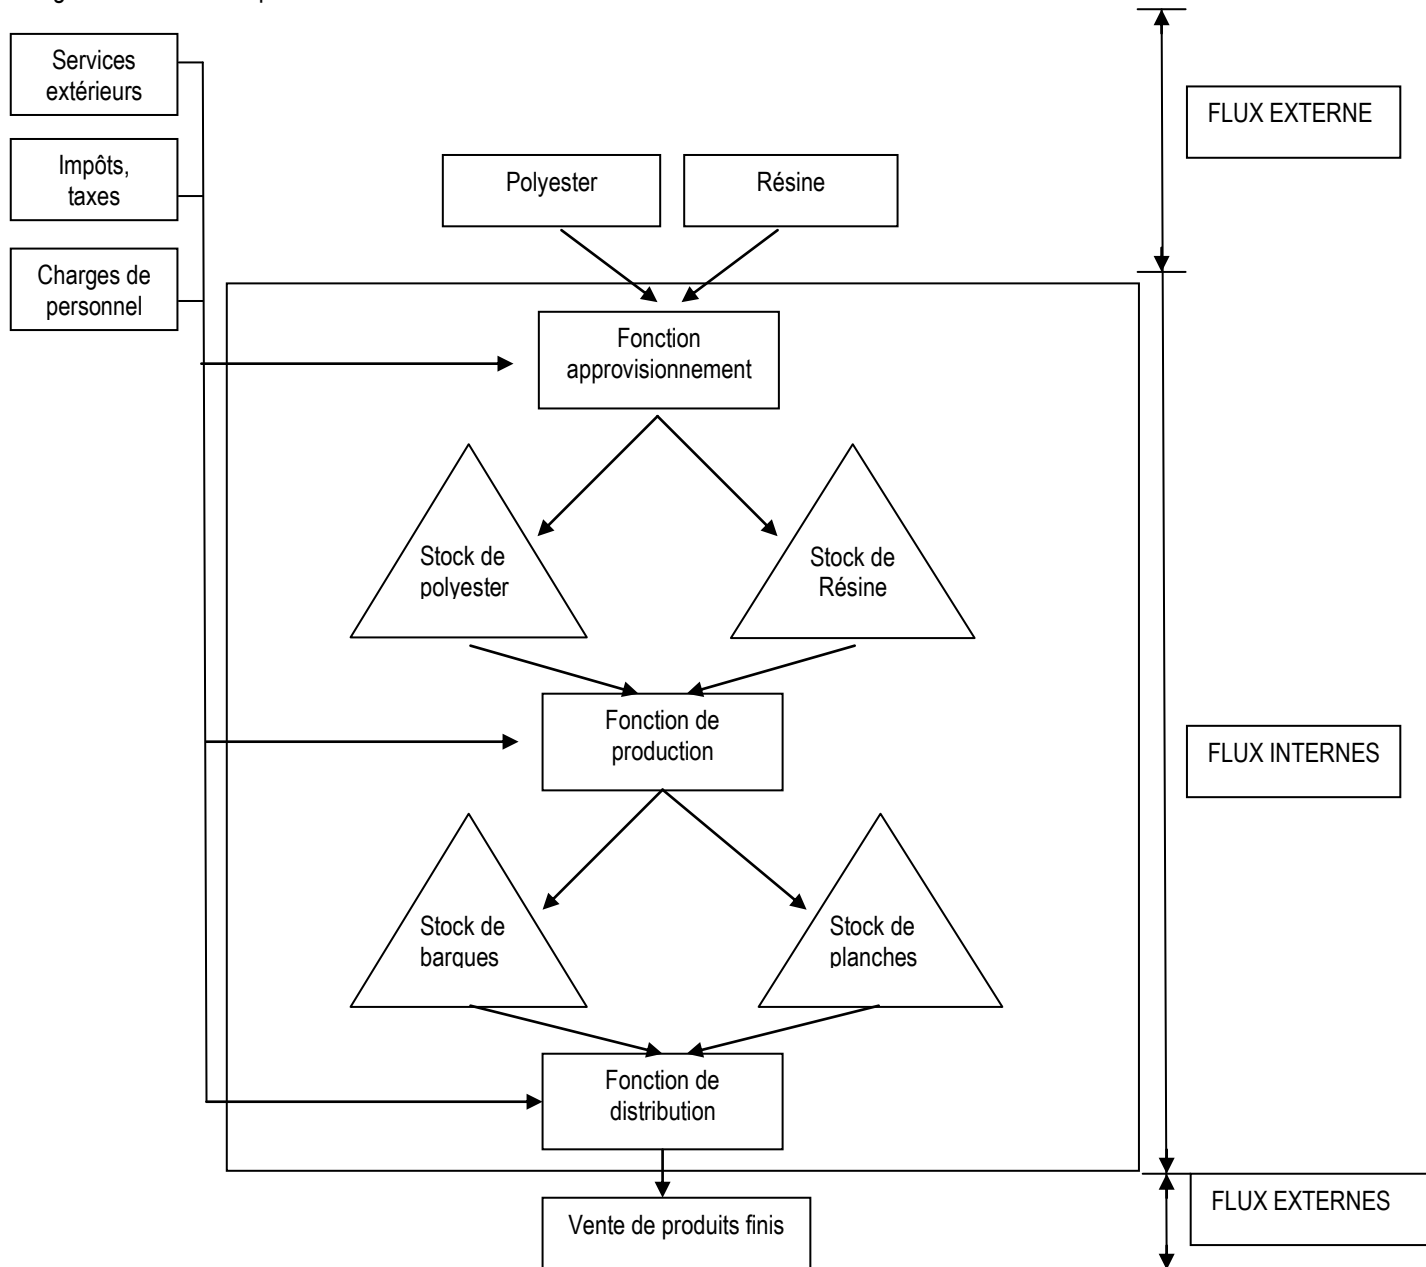 Services
extérieurs
FLUX EXTERNE
Impôts,
taxes
Polyester
Résine
Charges de
personnel
Fonction
approvisionnement
Stock de
polyester
Stock de
Résine
Fonction de
production
FLUX INTERNES
Stock de
barques
Stock de
planches
Fonction de
distribution
FLUX EXTERNES
Vente de produits finis